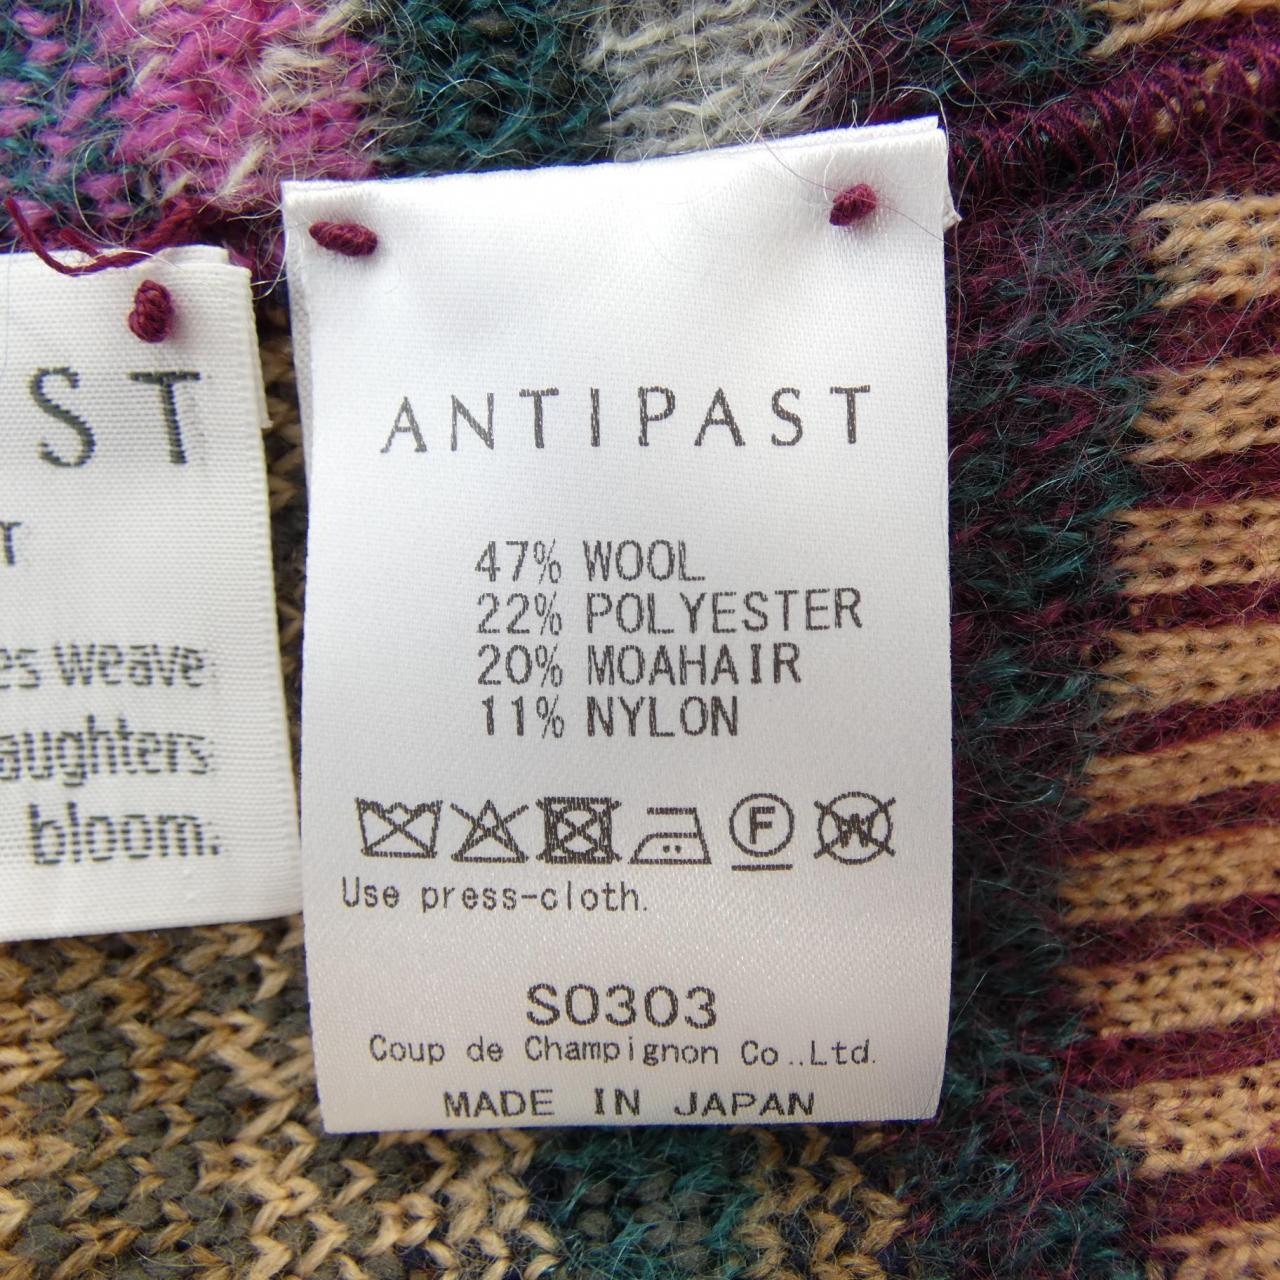 ST
r
es weave
aughters
bloom.
ANTIPAST
47% WOOL
22% POLYESTER
20% MOAHAIR
11% NYLON
F W
Use press-cloth.
S0303
Coup de Champignon Co.,Ltd.
MADE IN JAPAN